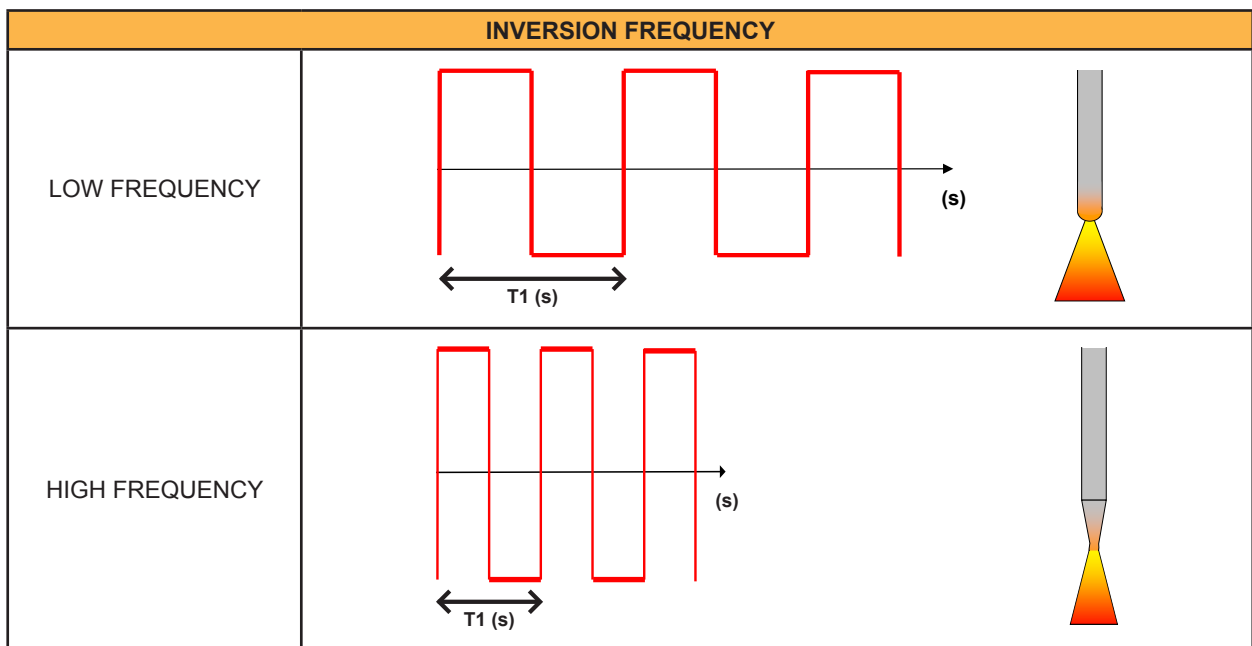 INVERSION FREQUENCY
LOW FREQUENCY
(s)
T1 (s)
HIGH FREQUENCY
(s)
T1 (s)